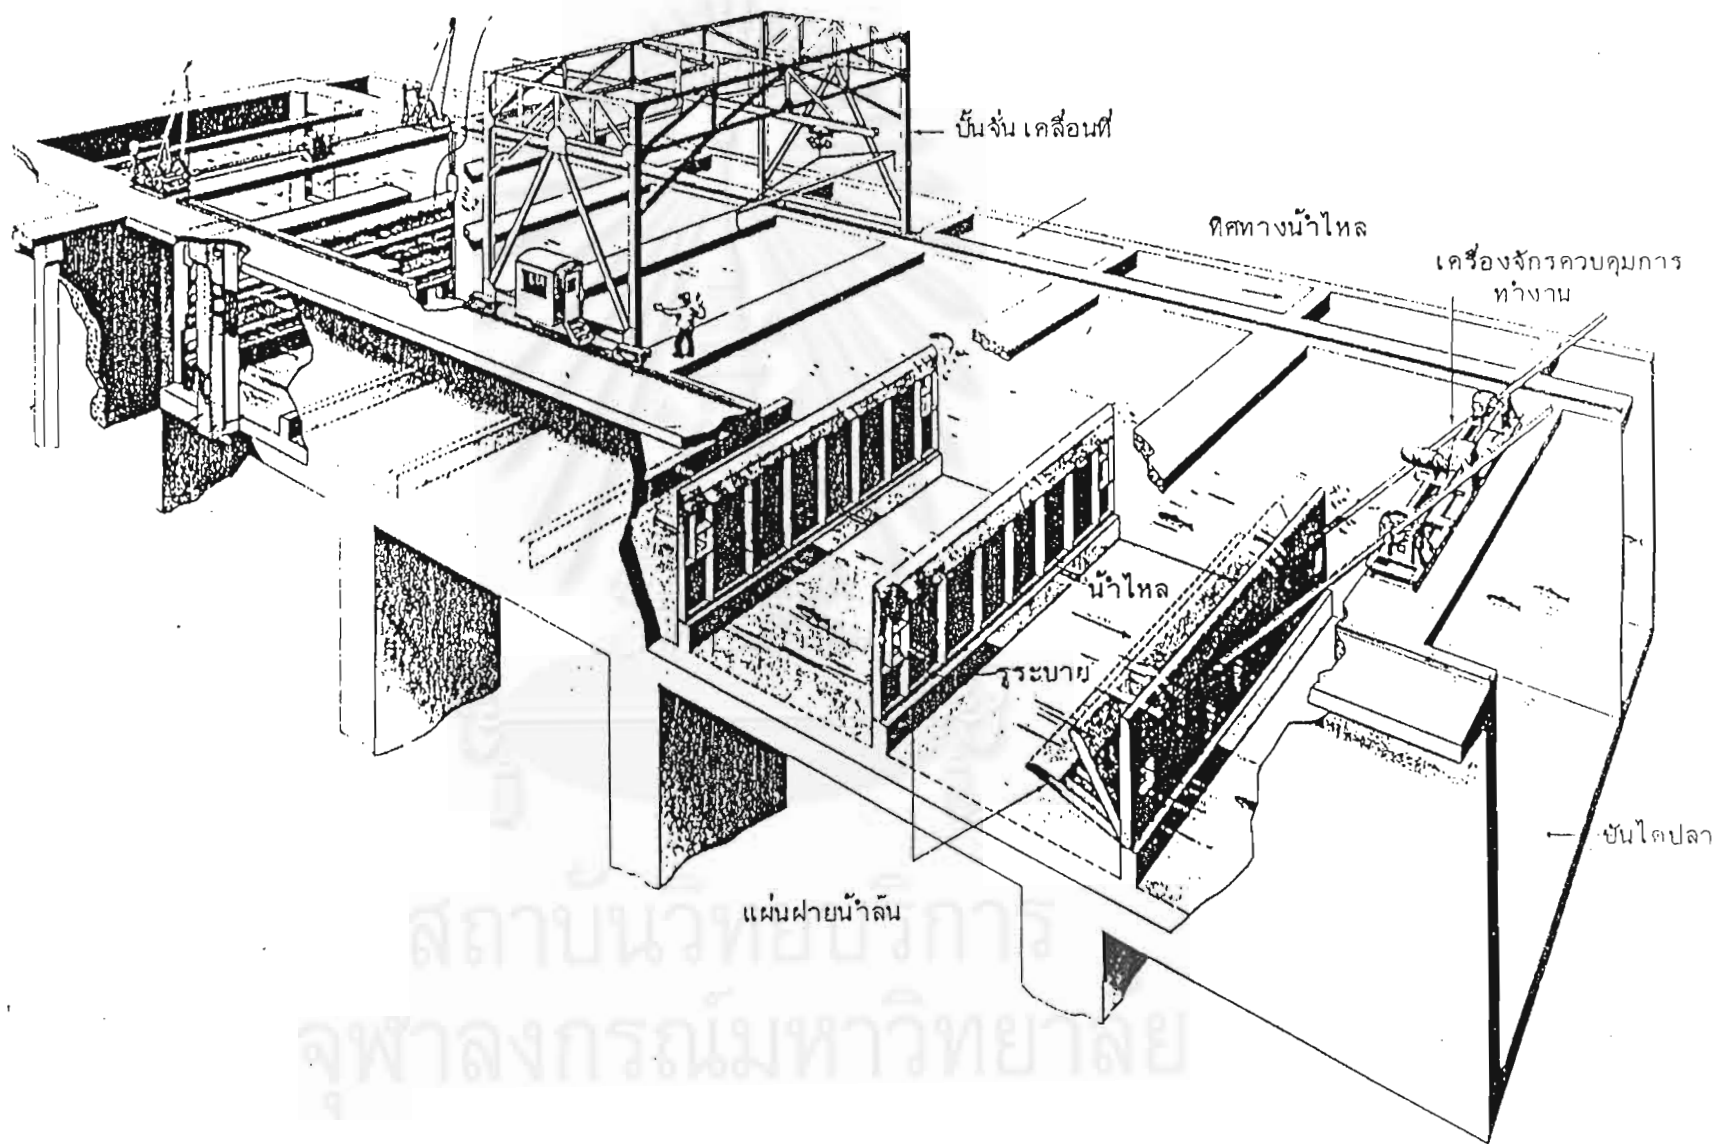 ปั้นจั่น เคลื่อนที่
ทิศทางน้ำไหล
เครื่องจักรควบคุมการ
ทำงาน
น้ำไหล
รูระบาย
บันไดปลา
แผ่นฝายน้ำล้น
สถาบันวิทยบริการ
จุฬาลงกรณ์มหาวิทยาลัย